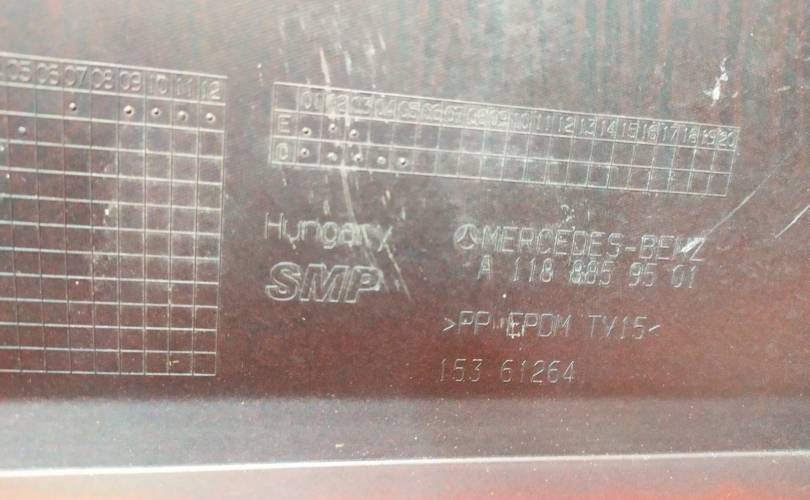 05 06 07 08 09 10 11 12
01 02 03 04 05 06 07 08 09 10 11 12 13 14 15 16 17 18 19 20
E
0
Hungary
SMP
MERCEDES-BENZ
A 118 885 95 01
>PP EPDM TV15<
153 61264